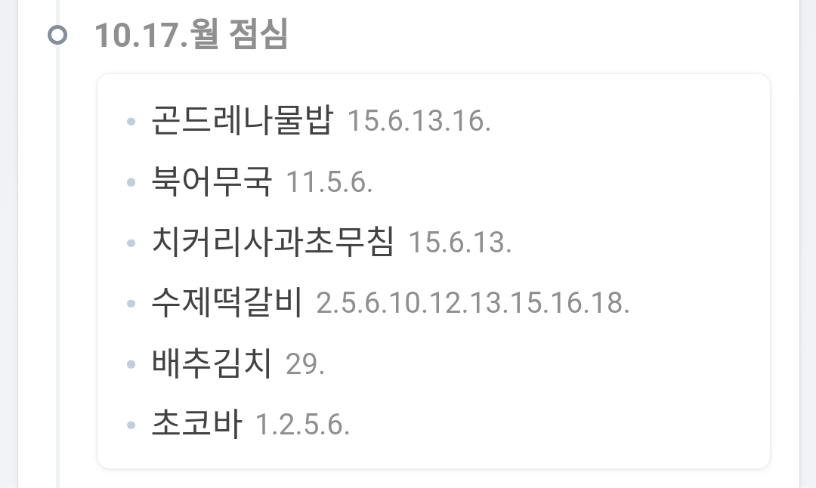 10.17.월 점심
곤드레나물밥 15.6.13.16.
북어무국 11.5.6.
치커리사과초무침 15.6.13.
수제떡갈비 2.5.6.10.12.13.15.16.18.
배추김치 29.
초코바 1.2.5.6.